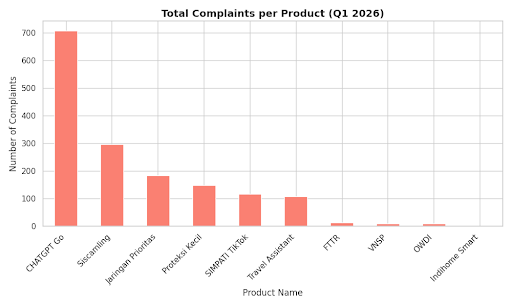 Total Complaints per Product (Q1 2026)
Number of Complaints
700
600
500
400
300
200
100
0
CHATGPT Go
Siscamling
Jaringan Prioritas
Proteksi Kecil
SIMPATI TikTok
Travel Assistant
FTTR
VNSP
OWDI
Indihome Smart
Product Name